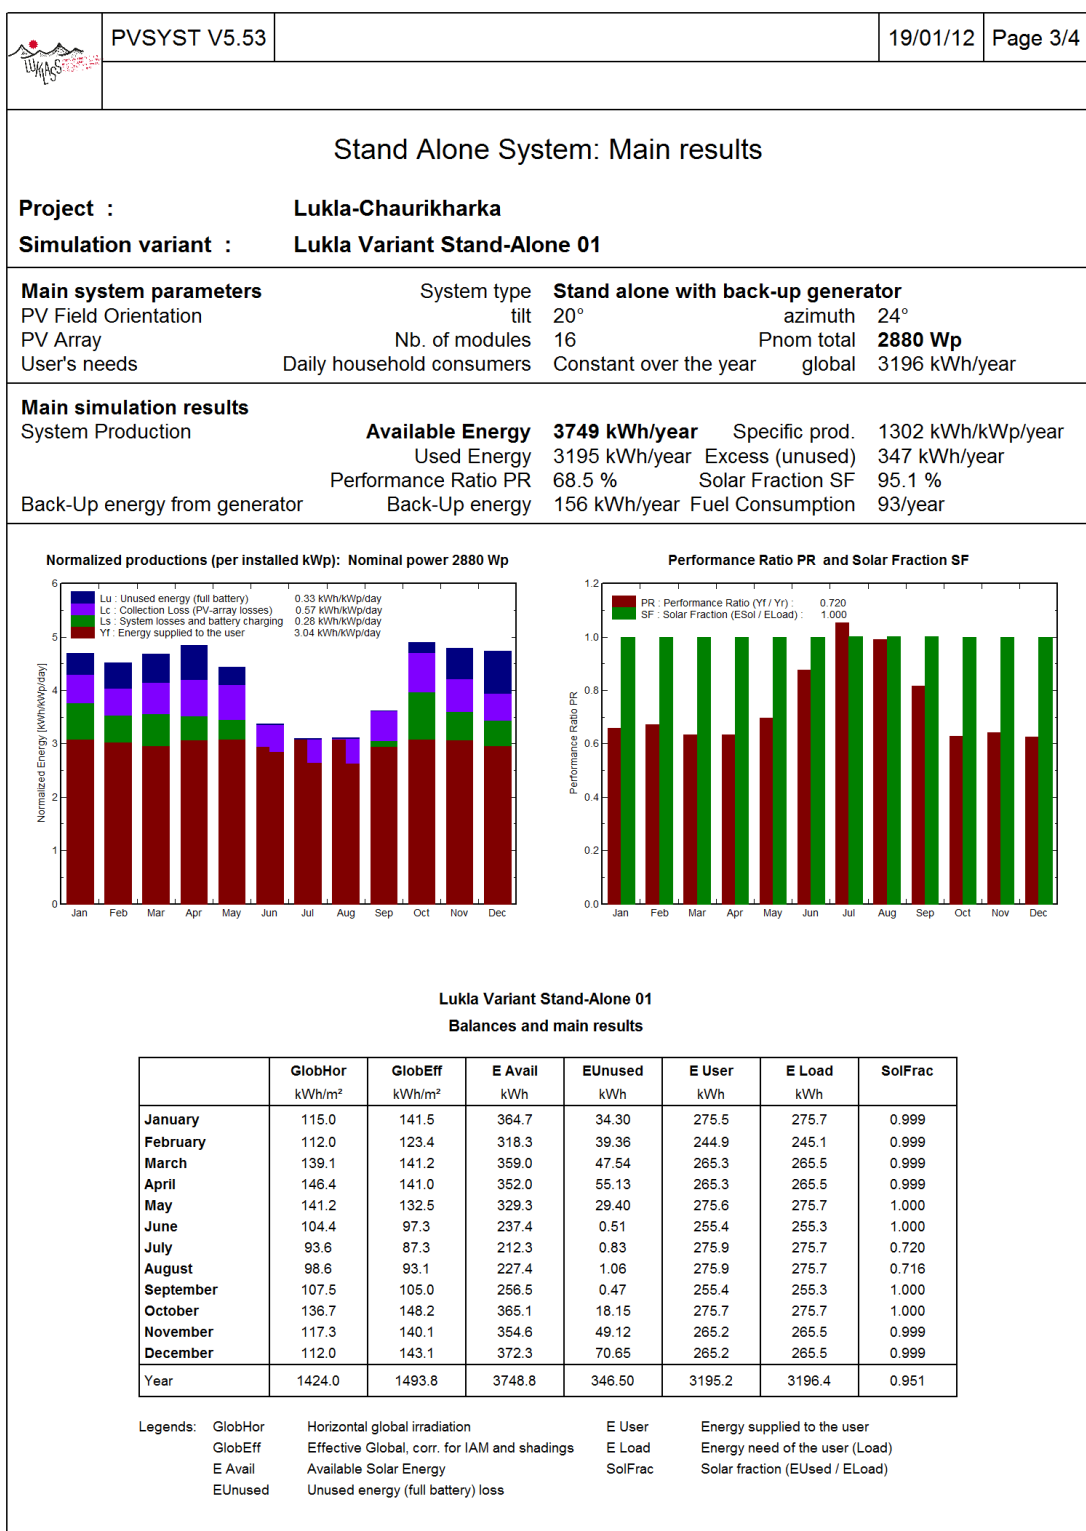 LUKLASS
PVSYST V5.53
19/01/12
Page 3/4
Stand Alone System: Main results
Project : Lukla-Chaurikharka
Simulation variant : Lukla Variant Stand-Alone 01
Main system parameters System type Stand alone with back-up generator
PV Field Orientation tilt 20° azimuth 24°
PV Array Nb. of modules 16 Pnom total 2880 Wp
User's needs Daily household consumers Constant over the year global 3196 kWh/year
Main simulation results
System Production Available Energy 3749 kWh/year Specific prod. 1302 kWh/kWp/year
Used Energy 3195 kWh/year Excess (unused) 347 kWh/year
Performance Ratio PR 68.5 % Solar Fraction SF 95.1 %
Back-Up energy from generator Back-Up energy 156 kWh/year Fuel Consumption 93/year
Normalized productions (per installed kWp): Nominal power 2880 Wp
Lu : Unused energy (full battery) 0.33 kWh/kWp/day
Lc : Collection Loss (PV-array losses) 0.57 kWh/kWp/day
Ls : System losses and battery charging 0.28 kWh/kWp/day
Yf : Energy supplied to the user 3.04 kWh/kWp/day
Normalized Energy [kWh/kWp/day]
6
5
4
3
2
1
0
Jan Feb Mar Apr May Jun Jul Aug Sep Oct Nov Dec
Performance Ratio PR and Solar Fraction SF
PR : Performance Ratio (Yf / Yr) : 0.720
SF : Solar Fraction (ESol / ELoad) : 1.000
Performance Ratio PR
1.2
1.0
0.8
0.6
0.4
0.2
0.0
Jan Feb Mar Apr May Jun Jul Aug Sep Oct Nov Dec
Lukla Variant Stand-Alone 01
Balances and main results
GlobHor GlobEff E Avail EUnused E User E Load SolFrac
kWh/m² kWh/m² kWh kWh kWh kWh
January 115.0 141.5 364.7 34.30 275.5 275.7 0.999
February 112.0 123.4 318.3 39.36 244.9 245.1 0.999
March 139.1 141.2 359.0 47.54 265.3 265.5 0.999
April 146.4 141.0 352.0 55.13 265.3 265.5 0.999
May 141.2 132.5 329.3 29.40 275.6 275.7 1.000
June 104.4 97.3 237.4 0.51 255.4 255.3 1.000
July 93.6 87.3 212.3 0.83 275.9 275.7 0.720
August 98.6 93.1 227.4 1.06 275.9 275.7 0.716
September 107.5 105.0 256.5 0.47 255.4 255.3 1.000
October 136.7 148.2 365.1 18.15 275.7 275.7 1.000
November 117.3 140.1 354.6 49.12 265.2 265.5 0.999
December 112.0 143.1 372.3 70.65 265.2 265.5 0.999
Year 1424.0 1493.8 3748.8 346.50 3195.2 3196.4 0.951
Legends: GlobHor Horizontal global irradiation E User Energy supplied to the user
GlobEff Effective Global, corr. for IAM and shadings E Load Energy need of the user (Load)
E Avail Available Solar Energy SolFrac Solar fraction (EUsed / ELoad)
EUnused Unused energy (full battery) loss